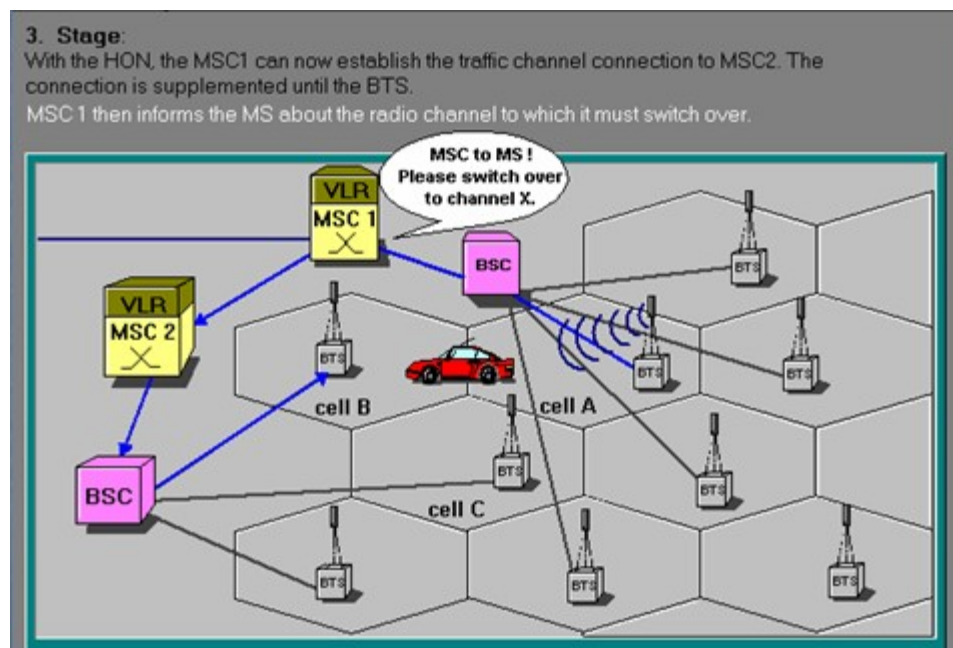 3. Stage:
With the HON, the MSC1 can now establish the traffic channel connection to MSC2. The
connection is supplemented until the BTS.
MSC 1 then informs the MS about the radio channel to which it must switch over.
MSC to MS !
Please switch over
to channel X.
VLR
MSC 1
BSC
BTS
VLR
MSC 2
BTS
BTS
BTS
cell B
cell A
BTS
BTS
BSC
cell C
BTS
BTS
BTS